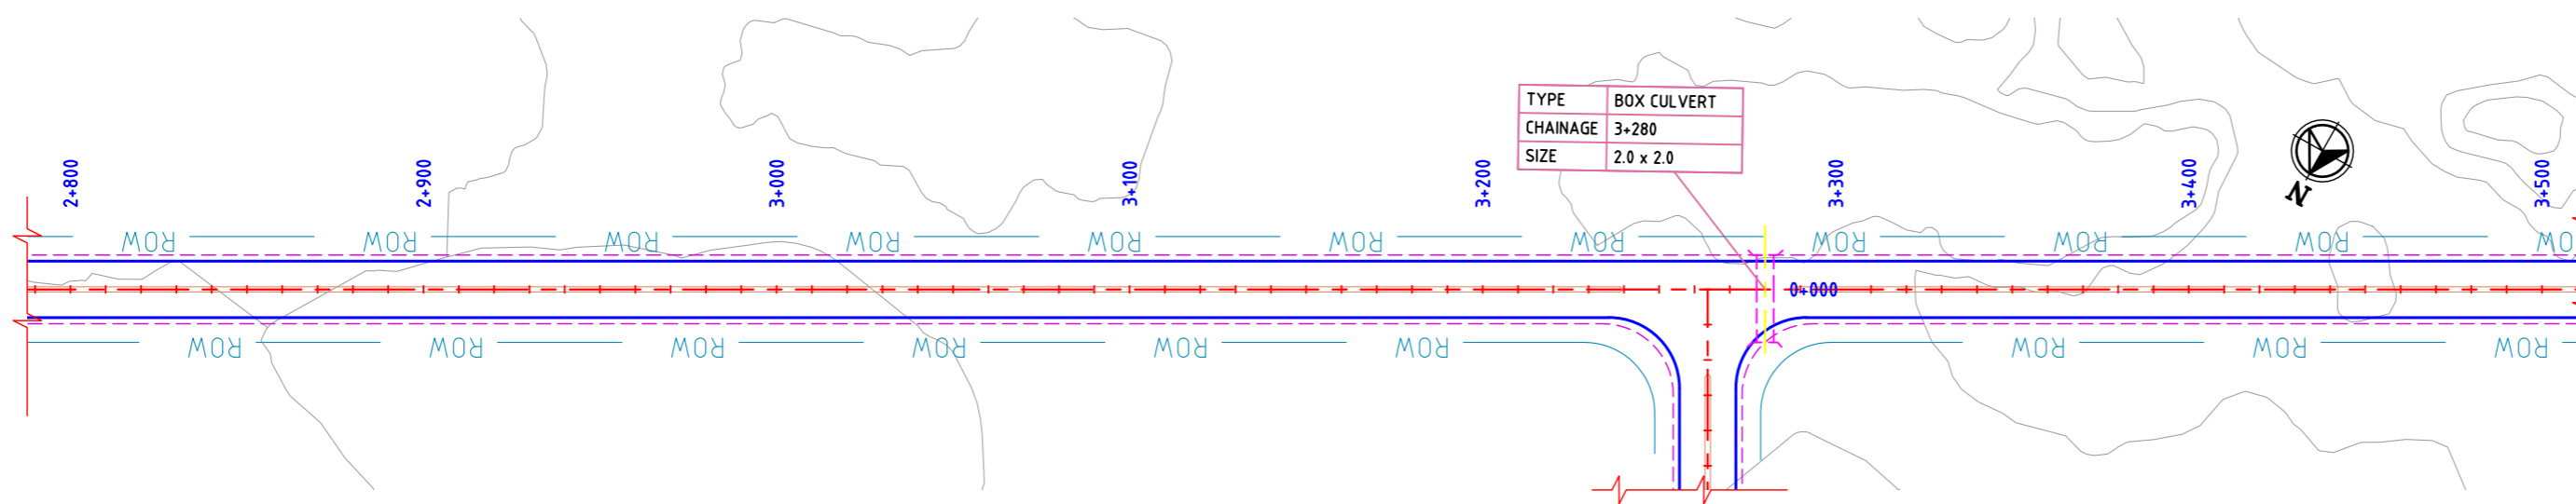 TYPE BOX CULVERT
CHAINAGE 3+280
SIZE 2.0 x 2.0
2+800 2+900 3+000 3+100 3+200 3+300 3+400 3+500
N
ROW ROW ROW ROW ROW ROW ROW ROW ROW ROW ROW
0+000
ROW ROW ROW ROW ROW ROW ROW ROW ROW